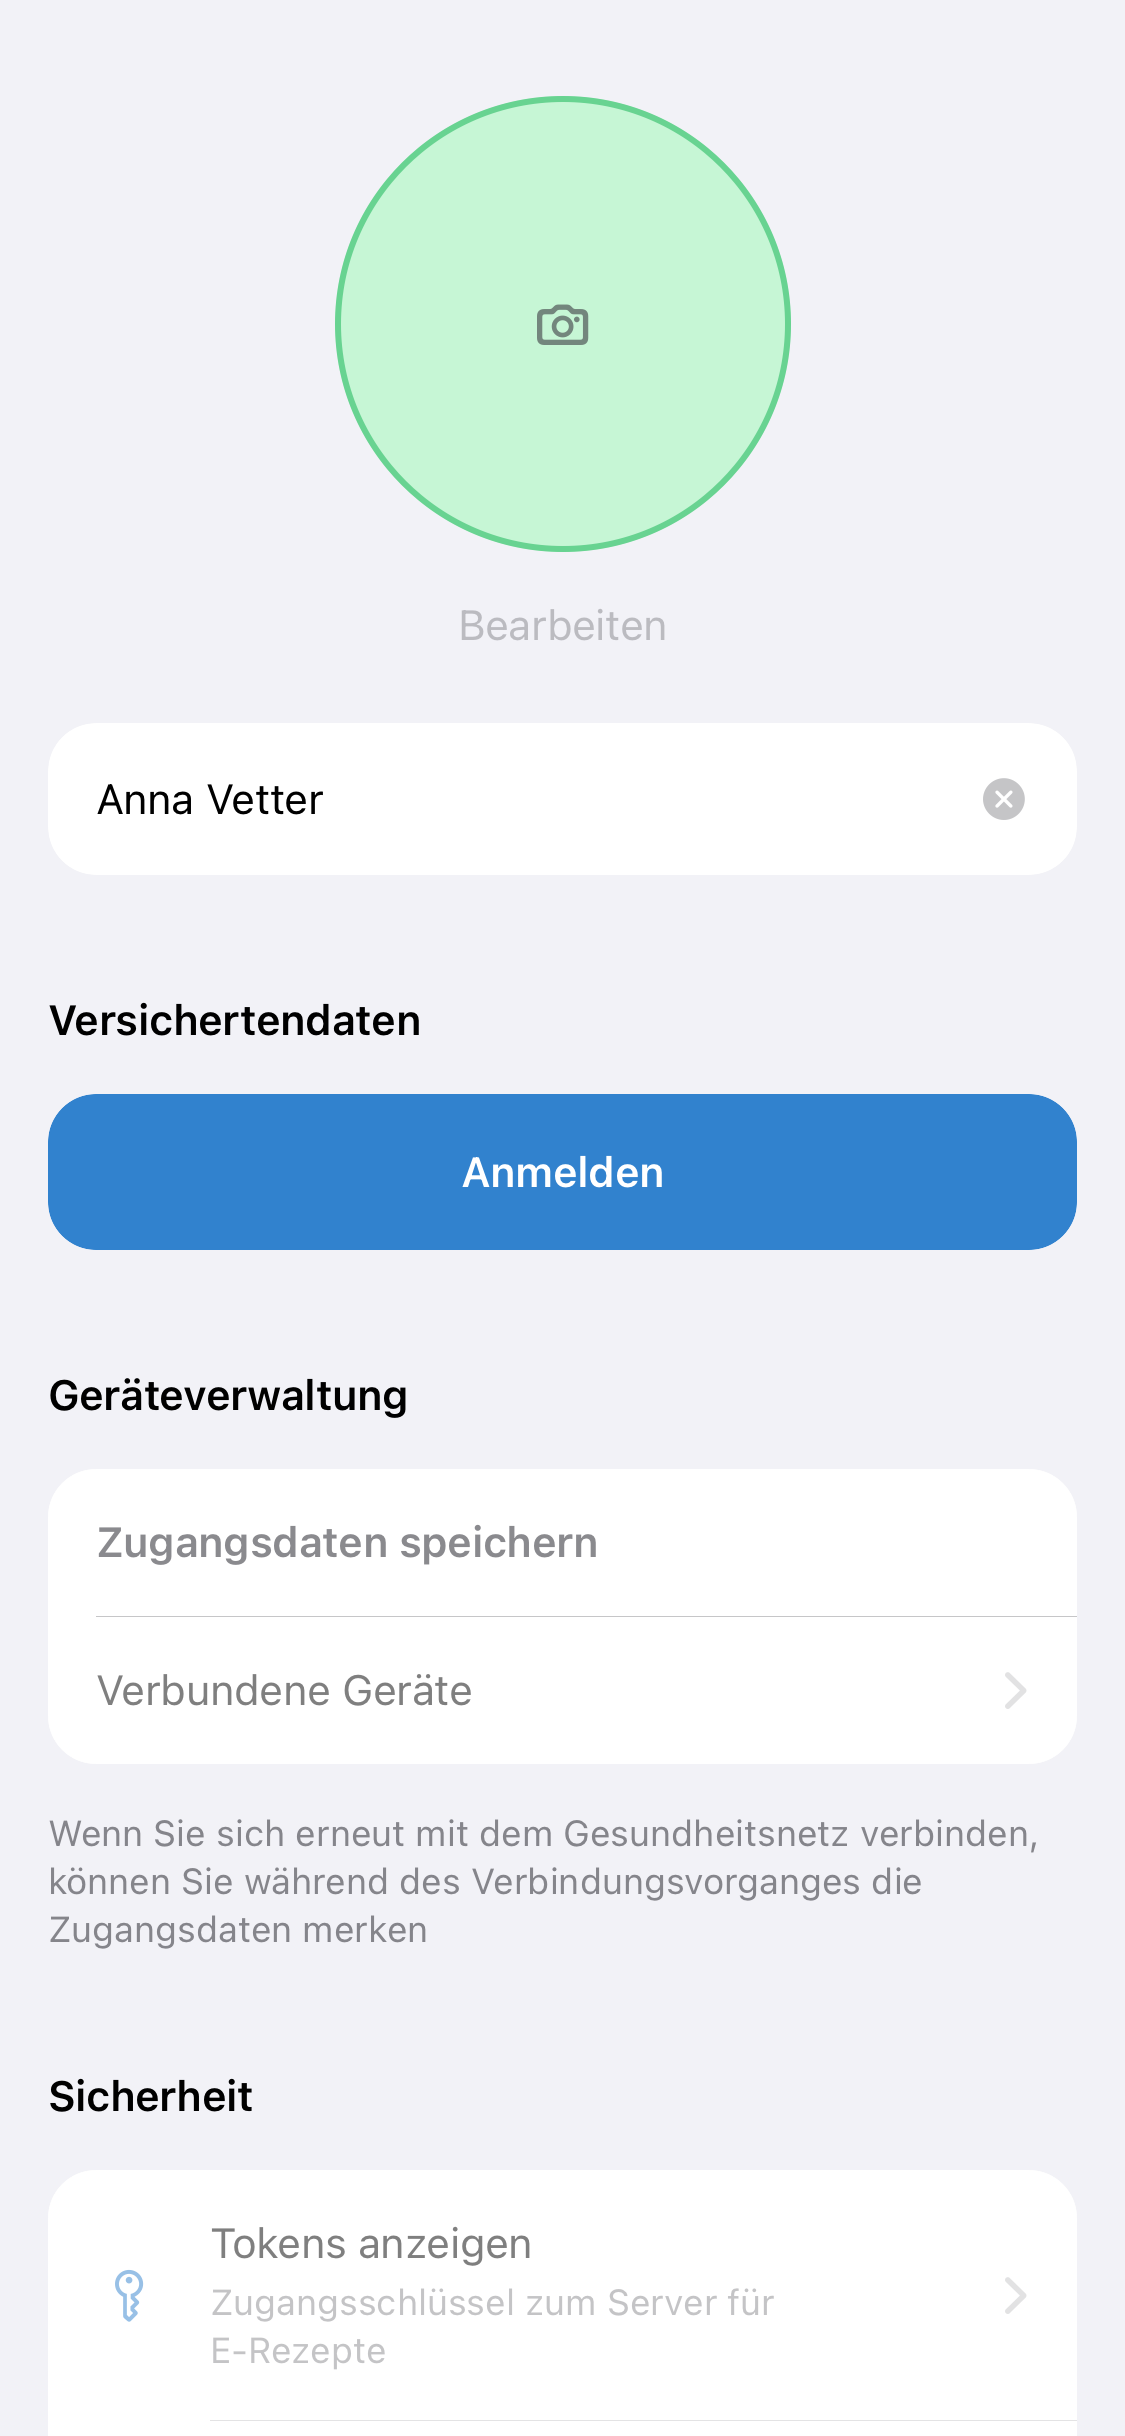 Bearbeiten
Anna Vetter
Versichertendaten
Anmelden
Geräteverwaltung
Zugangsdaten speichern
Verbundene Geräte
Wenn Sie sich erneut mit dem Gesundheitsnetz verbinden,
können Sie während des Verbindungsvorganges die
Zugangsdaten merken
Sicherheit
Tokens anzeigen
Zugangsschlüssel zum Server für
E-Rezepte